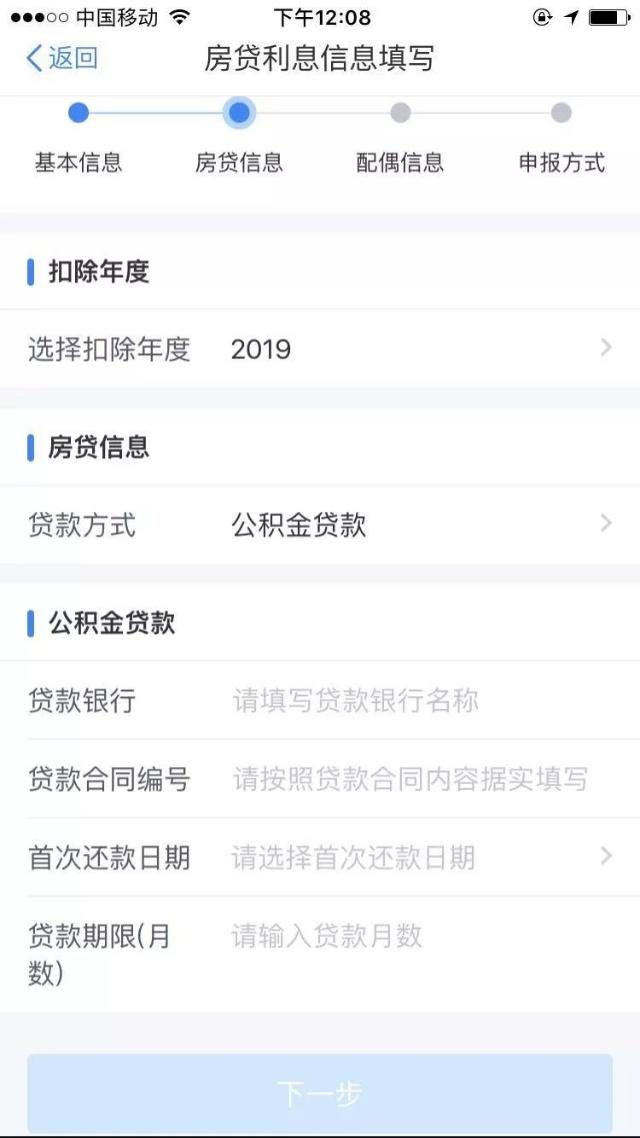 中国移动 下午12:08
返回 房贷利息信息填写
基本信息 房贷信息 配偶信息 申报方式
扣除年度
选择扣除年度 2019
房贷信息
贷款方式 公积金贷款
公积金贷款
贷款银行 请填写贷款银行名称
贷款合同编号 请按照贷款合同内容据实填写
首次还款日期 请选择首次还款日期
贷款期限(月 请输入贷款月数
数)
下一步